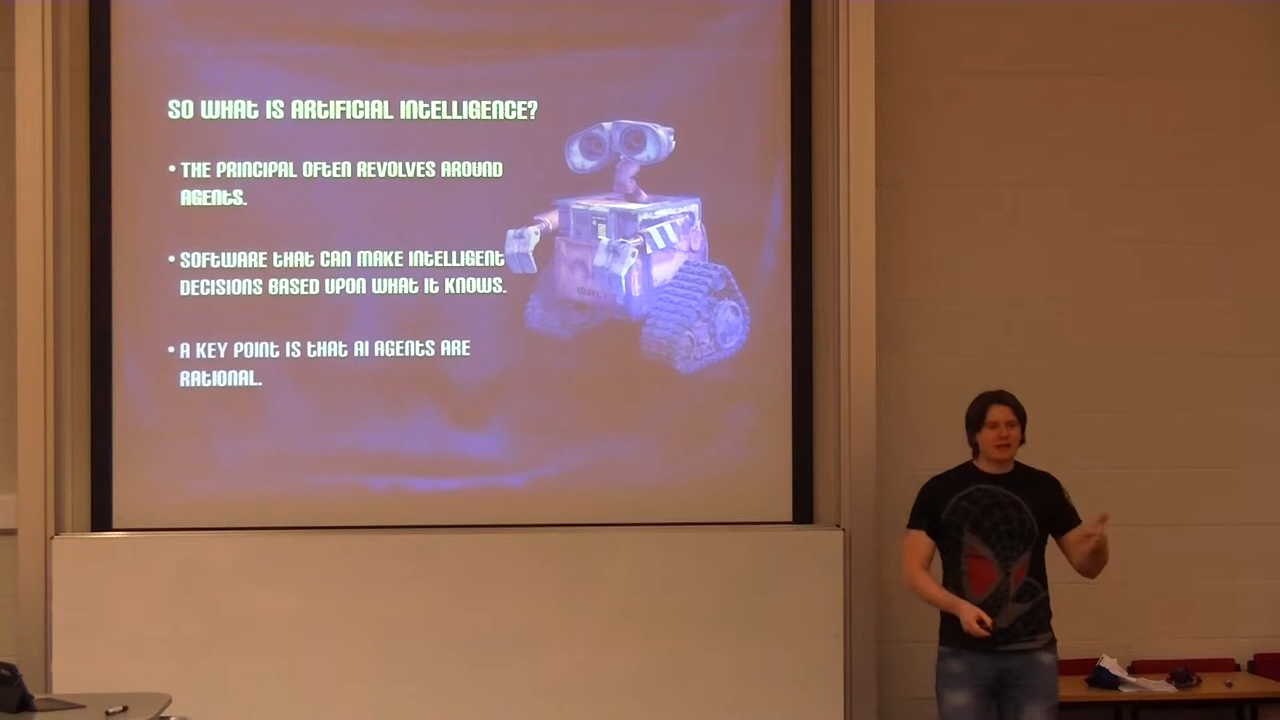 SO WHAT IS ARTIFICIAL INTELLIGENCE?
• THE PRINCIPAL OFTEN REVOLVES AROUND
AGENTS.
• SOFTWARE THAT CAN MAKE INTELLIGENT
DECISIONS BASED UPON WHAT IT KNOWS.
• A KEY POINT IS THAT AI AGENTS ARE
RATIONAL.